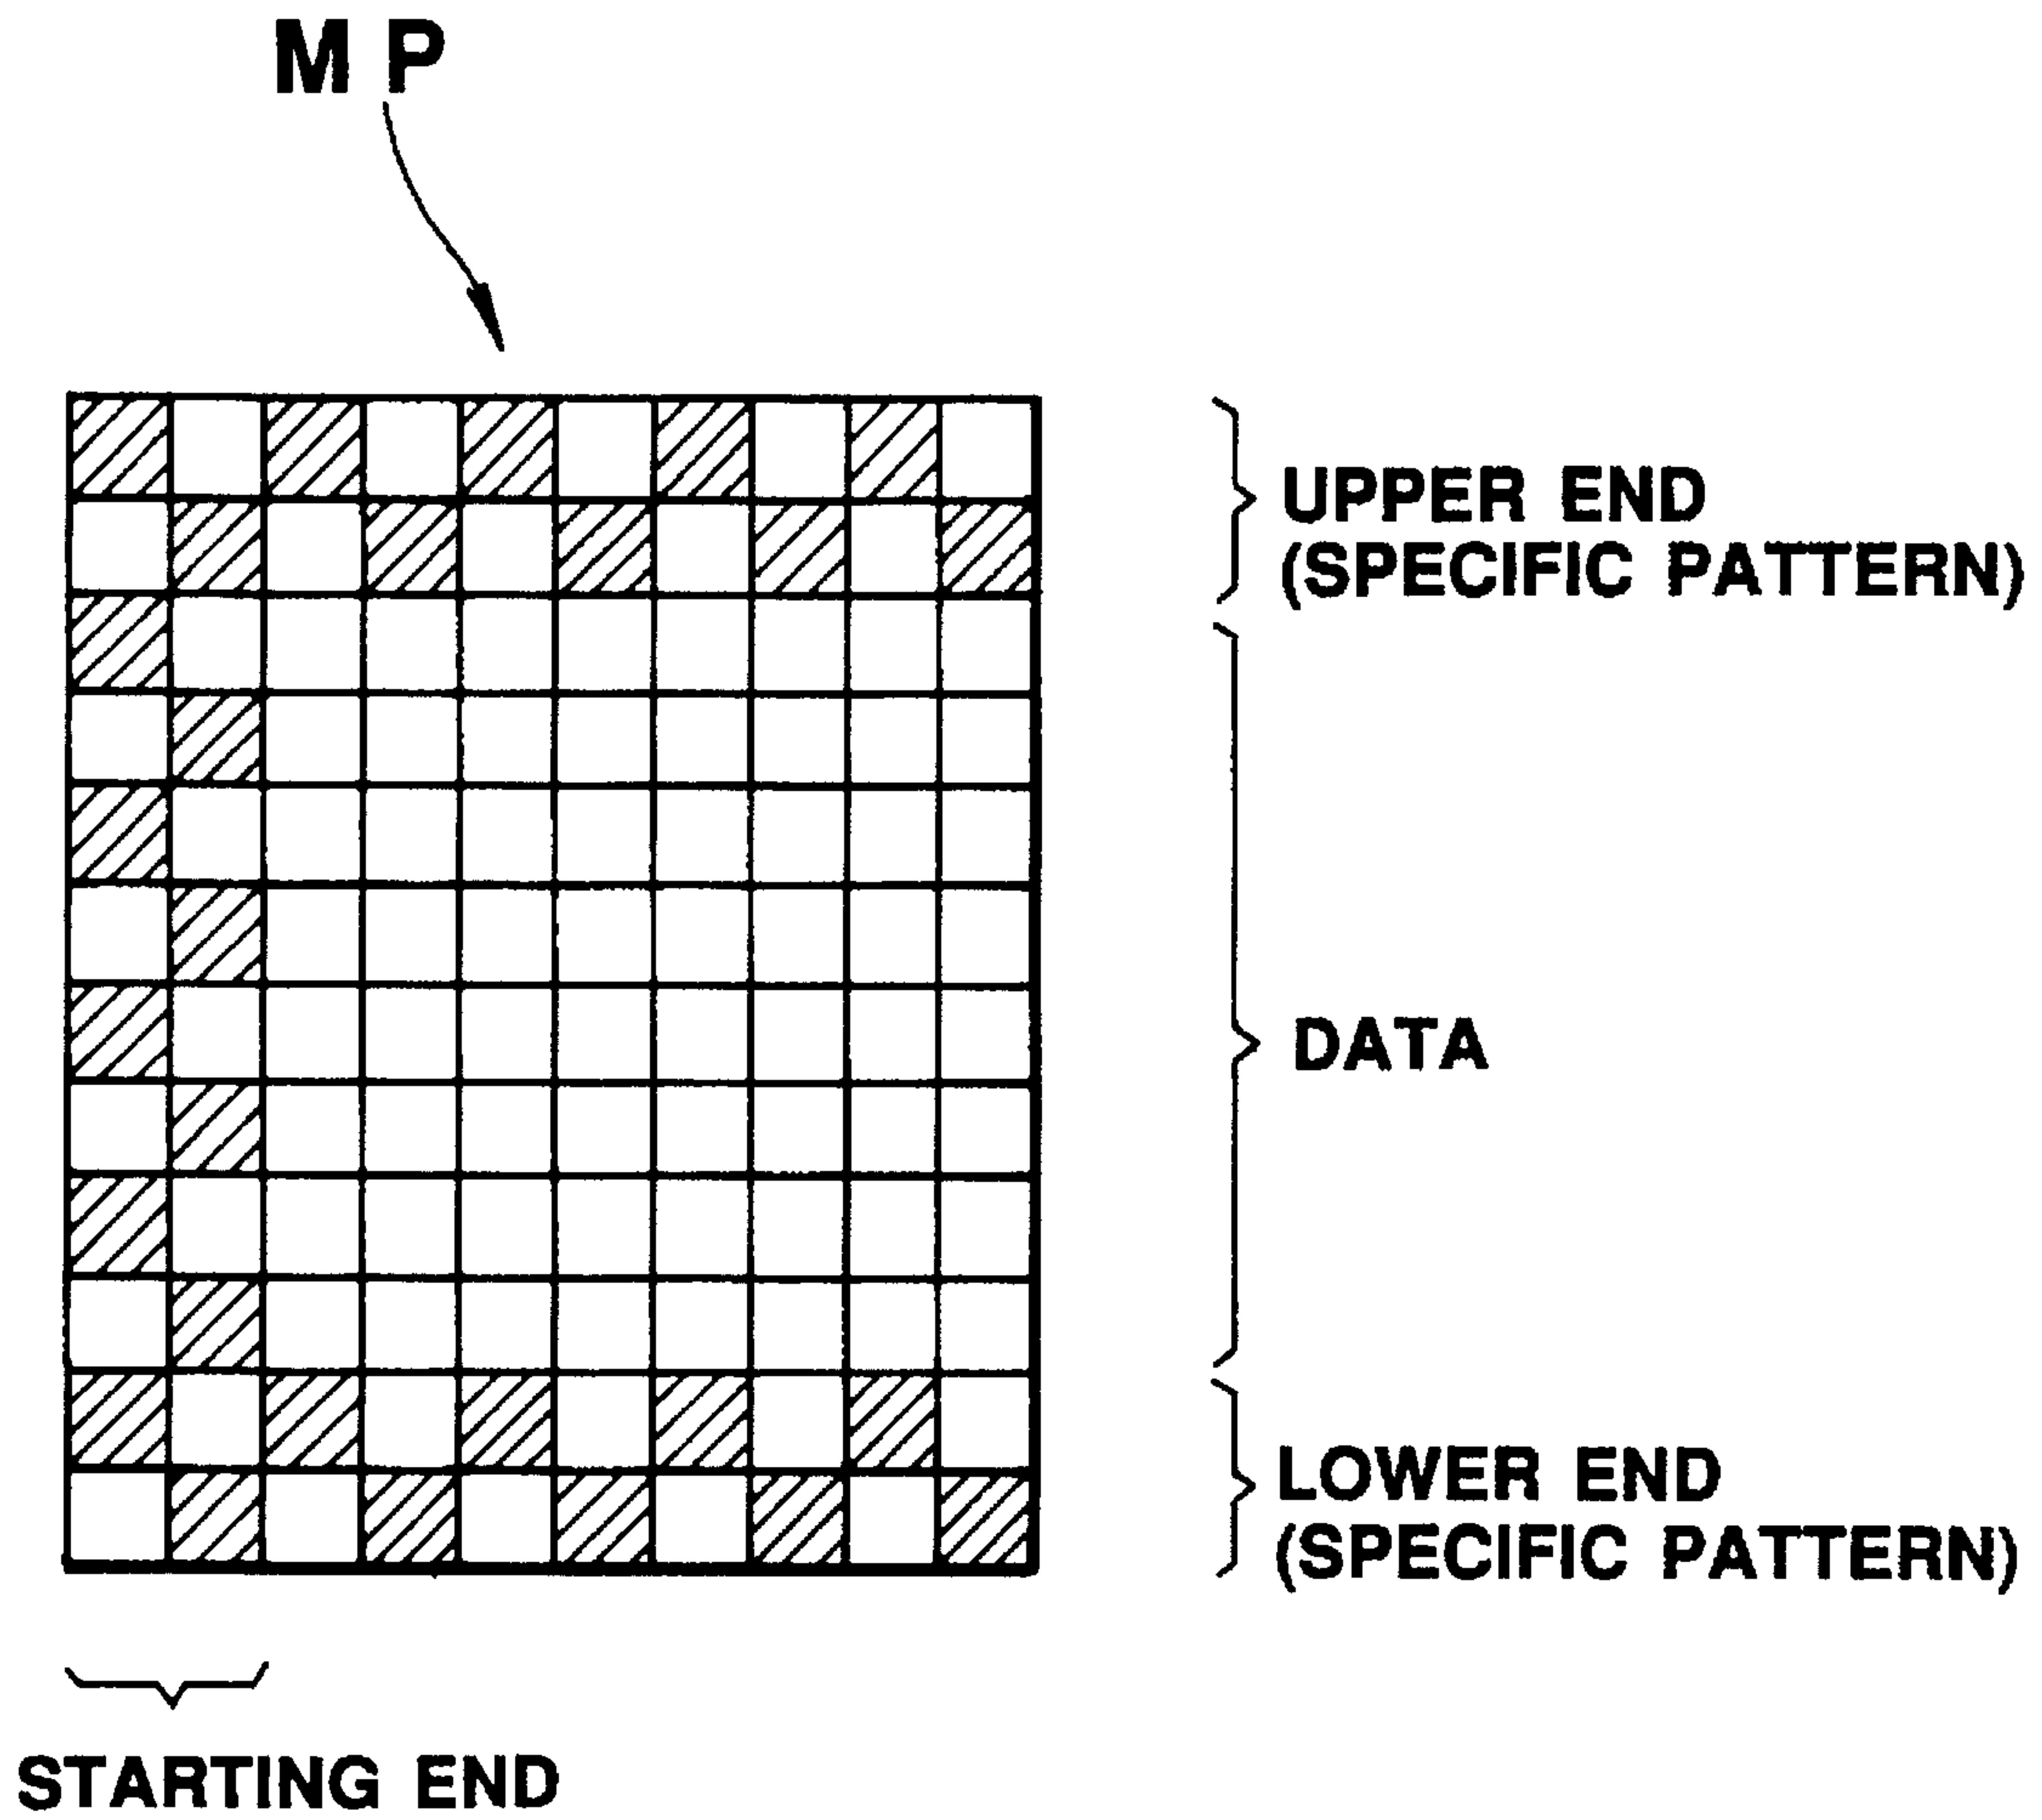 M P
UPPER END
(SPECIFIC PATTERN)
DATA
LOWER END
(SPECIFIC PATTERN)
STARTING END